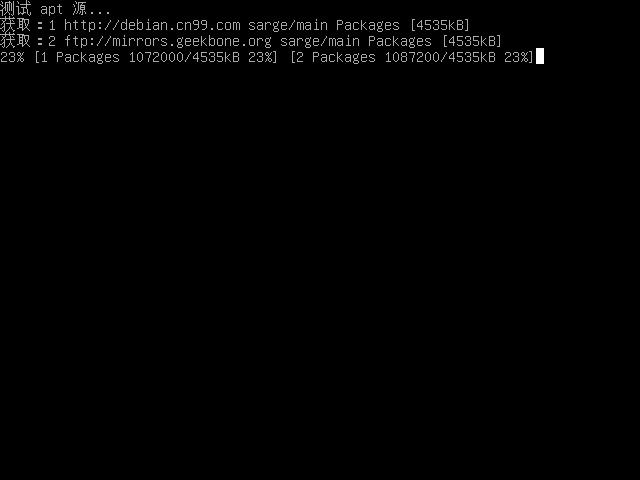 测试 apt 源...
获取：1 http://debian.cn99.com sarge/main Packages [4535kB]
获取：2 ftp://mirrors.geekbone.org sarge/main Packages [4535kB]
23% [1 Packages 1072000/4535kB 23%] [2 Packages 1087200/4535kB 23%]